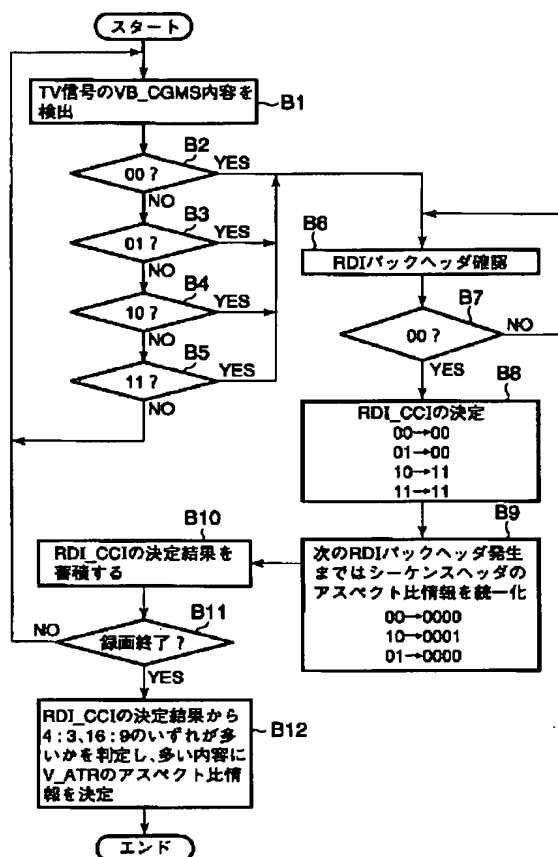 スタート
TV信号のVB_CGMS内容を
検出
B1
B2
00？
YES
NO
B3
01？
YES
NO
B4
10？
YES
NO
B5
11？
YES
NO
B6
RDIパックヘッダ確認
B7
00？
NO
YES
B8
RDI_CCIの決定
00→00
01→00
10→11
11→11
B9
次のRDIパックヘッダ発生
まではシーケンスヘッダの
アスペクト比情報を統一化
00→0000
10→0001
01→0000
B10
RDI_CCIの決定結果を
蓄積する
B11
録画終了？
NO
YES
RDI_CCIの決定結果から
4：3,16：9のいずれが多
いかを判定し、多い内容に
V_ATRのアスペクト比情
報を決定
B12
エンド